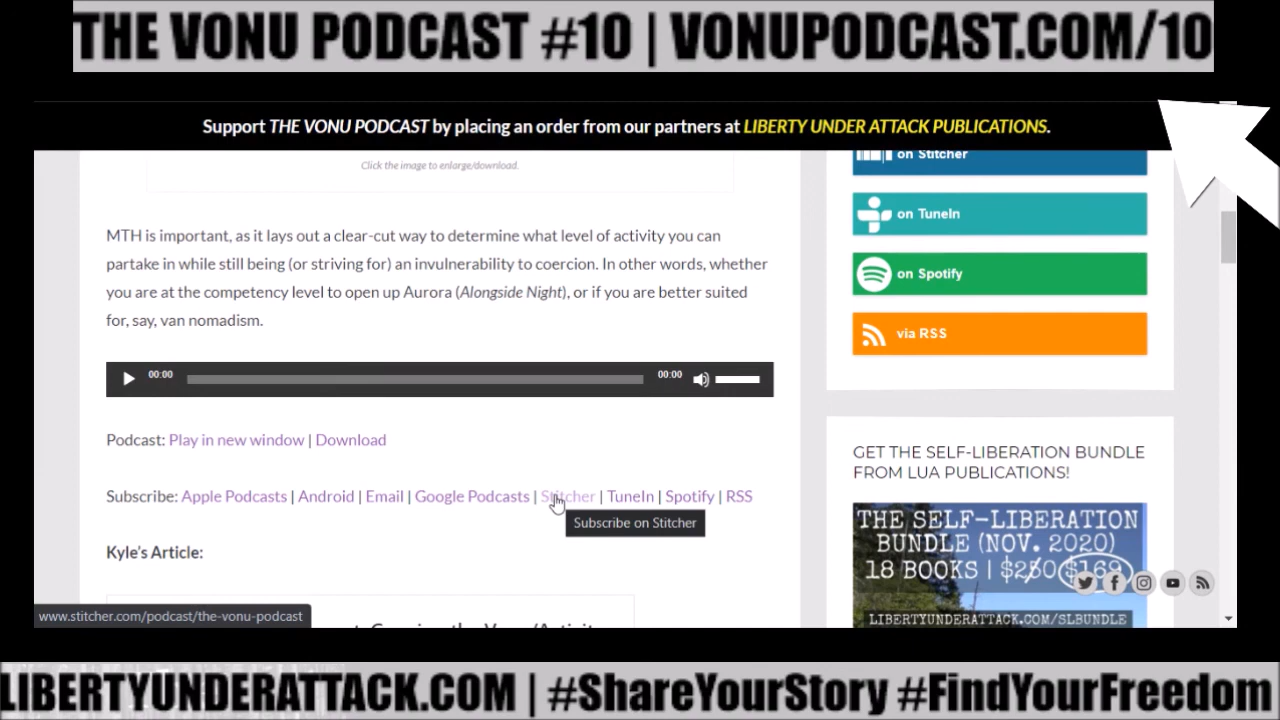 THE VONU PODCAST #10 | VONUPODCAST.COM/10
Support THE VONU PODCAST by placing an order from our partners at LIBERTY UNDER ATTACK PUBLICATIONS.
Click the image to enlarge/download.
MTH is important, as it lays out a clear-cut way to determine what level of activity you can
partake in while still being (or striving for) an invulnerability to coercion. In other words, whether
you are at the competency level to open up Aurora (Alongside Night), or if you are better suited
for, say, van nomadism.
00:00
00:00
Podcast: Play in new window | Download
Subscribe: Apple Podcasts | Android | Email | Google Podcasts | Stitcher | TuneIn | Spotify | RSS
Subscribe on Stitcher
Kyle's Article:
www.stitcher.com/podcast/the-vonu-podcast
on Stitcher
on TuneIn
on Spotify
via RSS
GET THE SELF-LIBERATION BUNDLE
FROM LUA PUBLICATIONS!
THE SELF-LIBERATION
BUNDLE (NOV. 2020)
18 BOOKS | $250 $169
LIBERTYUNDERATTACK.COM/SLBUNDLE
LIBERTYUNDERATTACK.COM | #ShareYourStory #FindYourFreedom